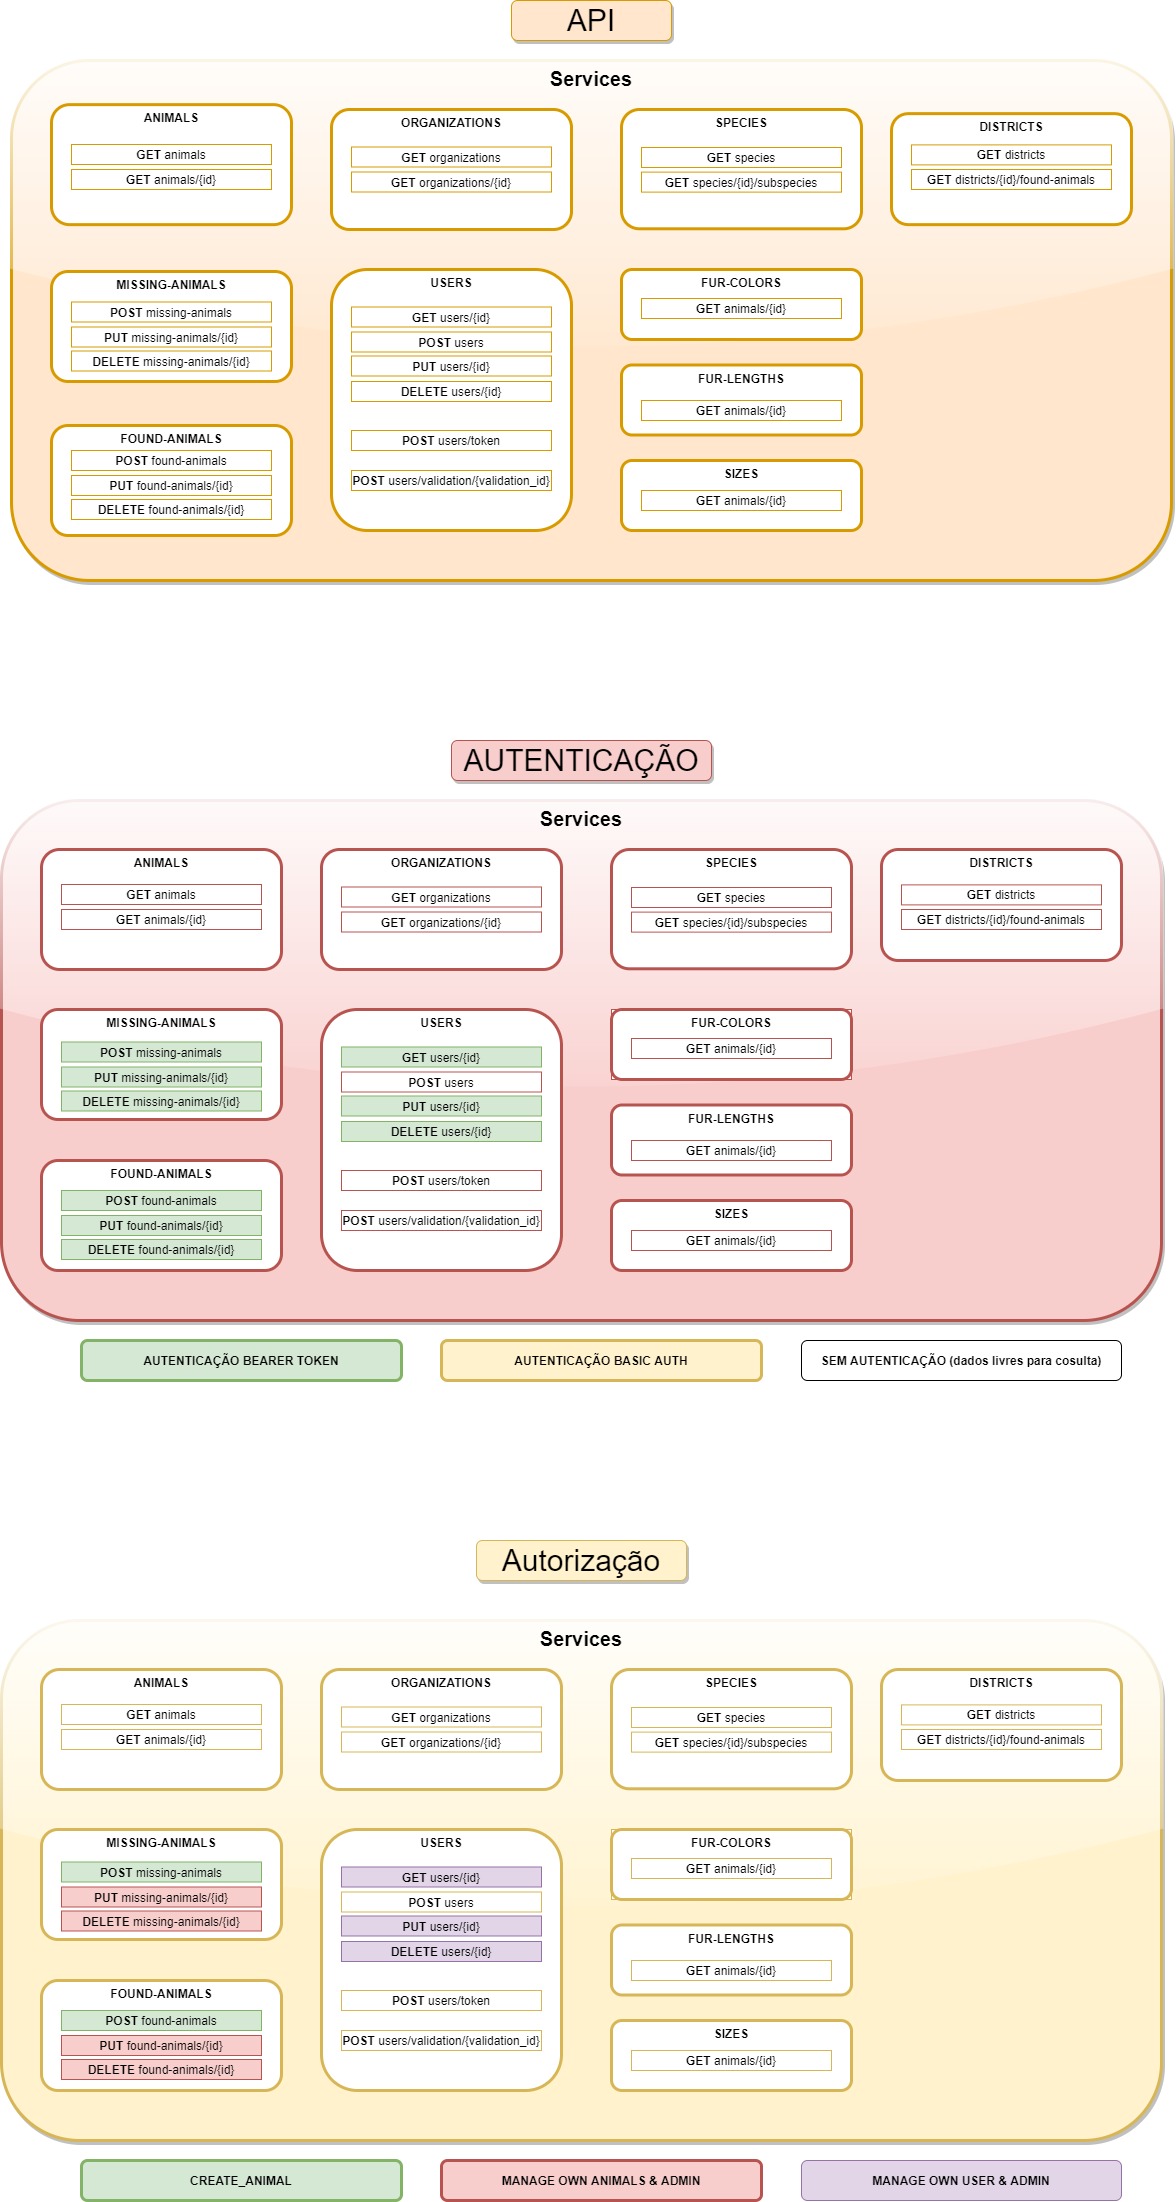 API
Services
ANIMALS
GET animals
GET animals/{id}
ORGANIZATIONS
GET organizations
GET organizations/{id}
SPECIES
GET species
GET species/{id}/subspecies
DISTRICTS
GET districts
GET districts/{id}/found-animals
MISSING-ANIMALS
POST missing-animals
PUT missing-animals/{id}
DELETE missing-animals/{id}
FOUND-ANIMALS
POST found-animals
PUT found-animals/{id}
DELETE found-animals/{id}
USERS
GET users/{id}
POST users
PUT users/{id}
DELETE users/{id}
POST users/token
POST users/validation/{validation_id}
FUR-COLORS
GET animals/{id}
FUR-LENGTHS
GET animals/{id}
SIZES
GET animals/{id}
AUTENTICAÇÃO
Services
ANIMALS
GET animals
GET animals/{id}
ORGANIZATIONS
GET organizations
GET organizations/{id}
SPECIES
GET species
GET species/{id}/subspecies
DISTRICTS
GET districts
GET districts/{id}/found-animals
MISSING-ANIMALS
POST missing-animals
PUT missing-animals/{id}
DELETE missing-animals/{id}
FOUND-ANIMALS
POST found-animals
PUT found-animals/{id}
DELETE found-animals/{id}
USERS
GET users/{id}
POST users
PUT users/{id}
DELETE users/{id}
POST users/token
POST users/validation/{validation_id}
FUR-COLORS
GET animals/{id}
FUR-LENGTHS
GET animals/{id}
SIZES
GET animals/{id}
AUTENTICAÇÃO BEARER TOKEN
AUTENTICAÇÃO BASIC AUTH
SEM AUTENTICAÇÃO (dados livres para cosulta)
Autorização
Services
ANIMALS
GET animals
GET animals/{id}
ORGANIZATIONS
GET organizations
GET organizations/{id}
SPECIES
GET species
GET species/{id}/subspecies
DISTRICTS
GET districts
GET districts/{id}/found-animals
MISSING-ANIMALS
POST missing-animals
PUT missing-animals/{id}
DELETE missing-animals/{id}
FOUND-ANIMALS
POST found-animals
PUT found-animals/{id}
DELETE found-animals/{id}
USERS
GET users/{id}
POST users
PUT users/{id}
DELETE users/{id}
POST users/token
POST users/validation/{validation_id}
FUR-COLORS
GET animals/{id}
FUR-LENGTHS
GET animals/{id}
SIZES
GET animals/{id}
CREATE_ANIMAL
MANAGE OWN ANIMALS & ADMIN
MANAGE OWN USER & ADMIN